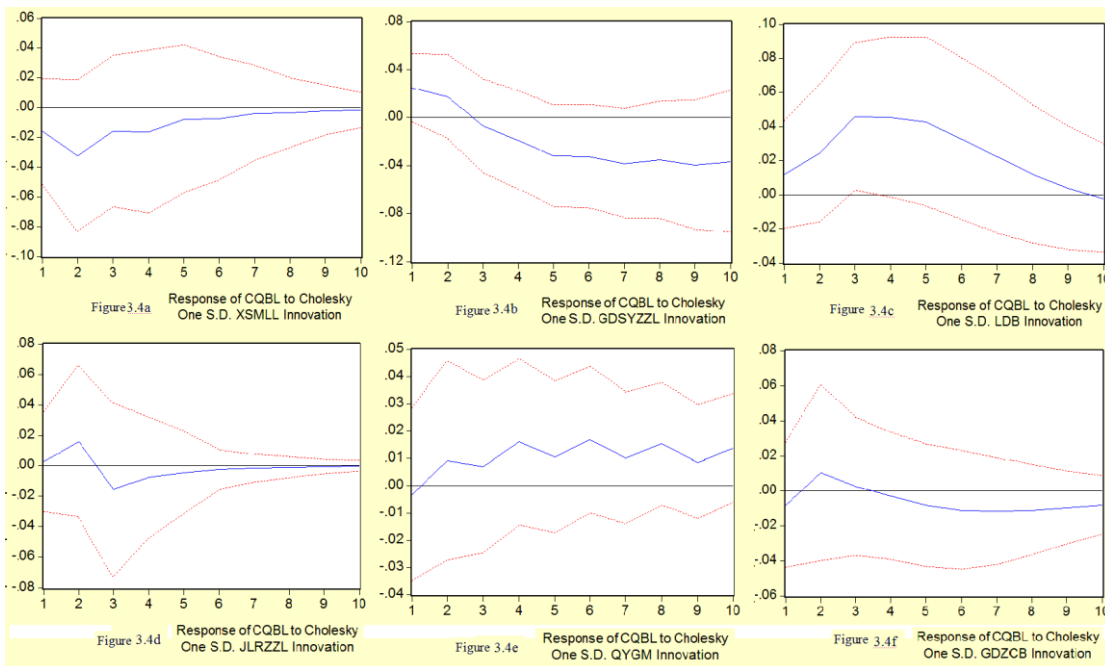 .06
.04
.02
.00
-.02
-.04
-.06
-.08
-.10
1 2 3 4 5 6 7 8 9 10
Figure 3.4a
Response of CQBL to Cholesky
One S.D. XSMLL Innovation
.08
.04
.00
-.04
-.08
-.12
1 2 3 4 5 6 7 8 9 10
Figure 3.4b
Response of CQBL to Cholesky
One S.D. GDSYZZL Innovation
.10
.08
.06
.04
.02
.00
-.02
-.04
1 2 3 4 5 6 7 8 9 10
Figure 3.4c
Response of CQBL to Cholesky
One S.D. LDB Innovation
.08
.06
.04
.02
.00
-.02
-.04
-.06
-.08
1 2 3 4 5 6 7 8 9 10
Figure 3.4d
Response of CQBL to Cholesky
One S.D. JLRZZL Innovation
.05
.04
.03
.02
.01
.00
-.01
-.02
-.03
-.04
1 2 3 4 5 6 7 8 9 10
Figure 3.4e
Response of CQBL to Cholesky
One S.D. QYGM Innovation
.08
.06
.04
.02
.00
-.02
-.04
-.06
1 2 3 4 5 6 7 8 9 10
Figure 3.4f
Response of CQBL to Cholesky
One S.D. GDZCB Innovation